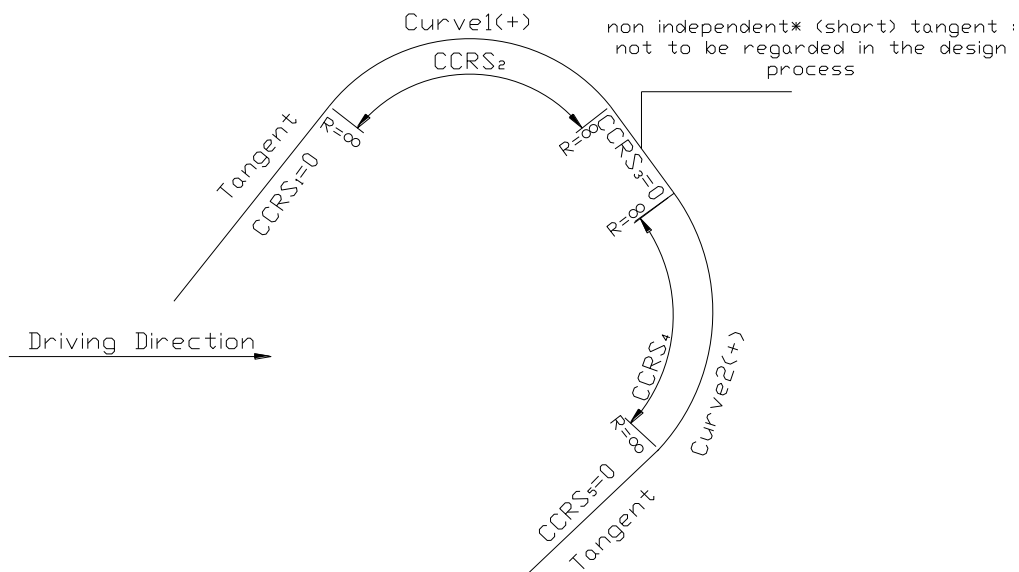 Curve1(+)
non independent* (short) tangent
not to be regarded in the design
process
CCRS₂
R=∞
R=∞
Tangent
CCRS₁=0
CCRS₃=0
R=∞
Driving Direction
CCRS₄
Curve2(+)
R=∞
CCRS₅=0
Tangent